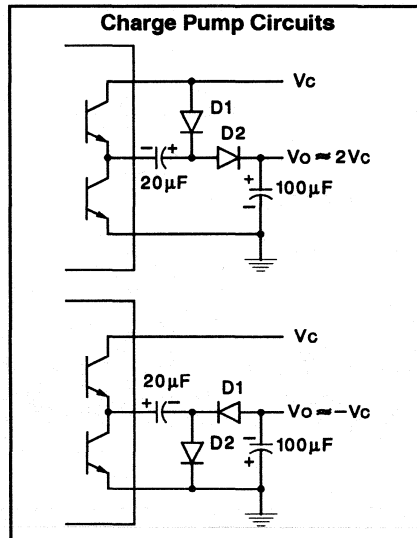 Charge Pump Circuits
Vc
D1
D2
- +
20μF
Vo ≈ 2Vc
+
100μF
-
Vc
20μF
D1
+ -
Vo ≈ -Vc
D2
-
100μF
+